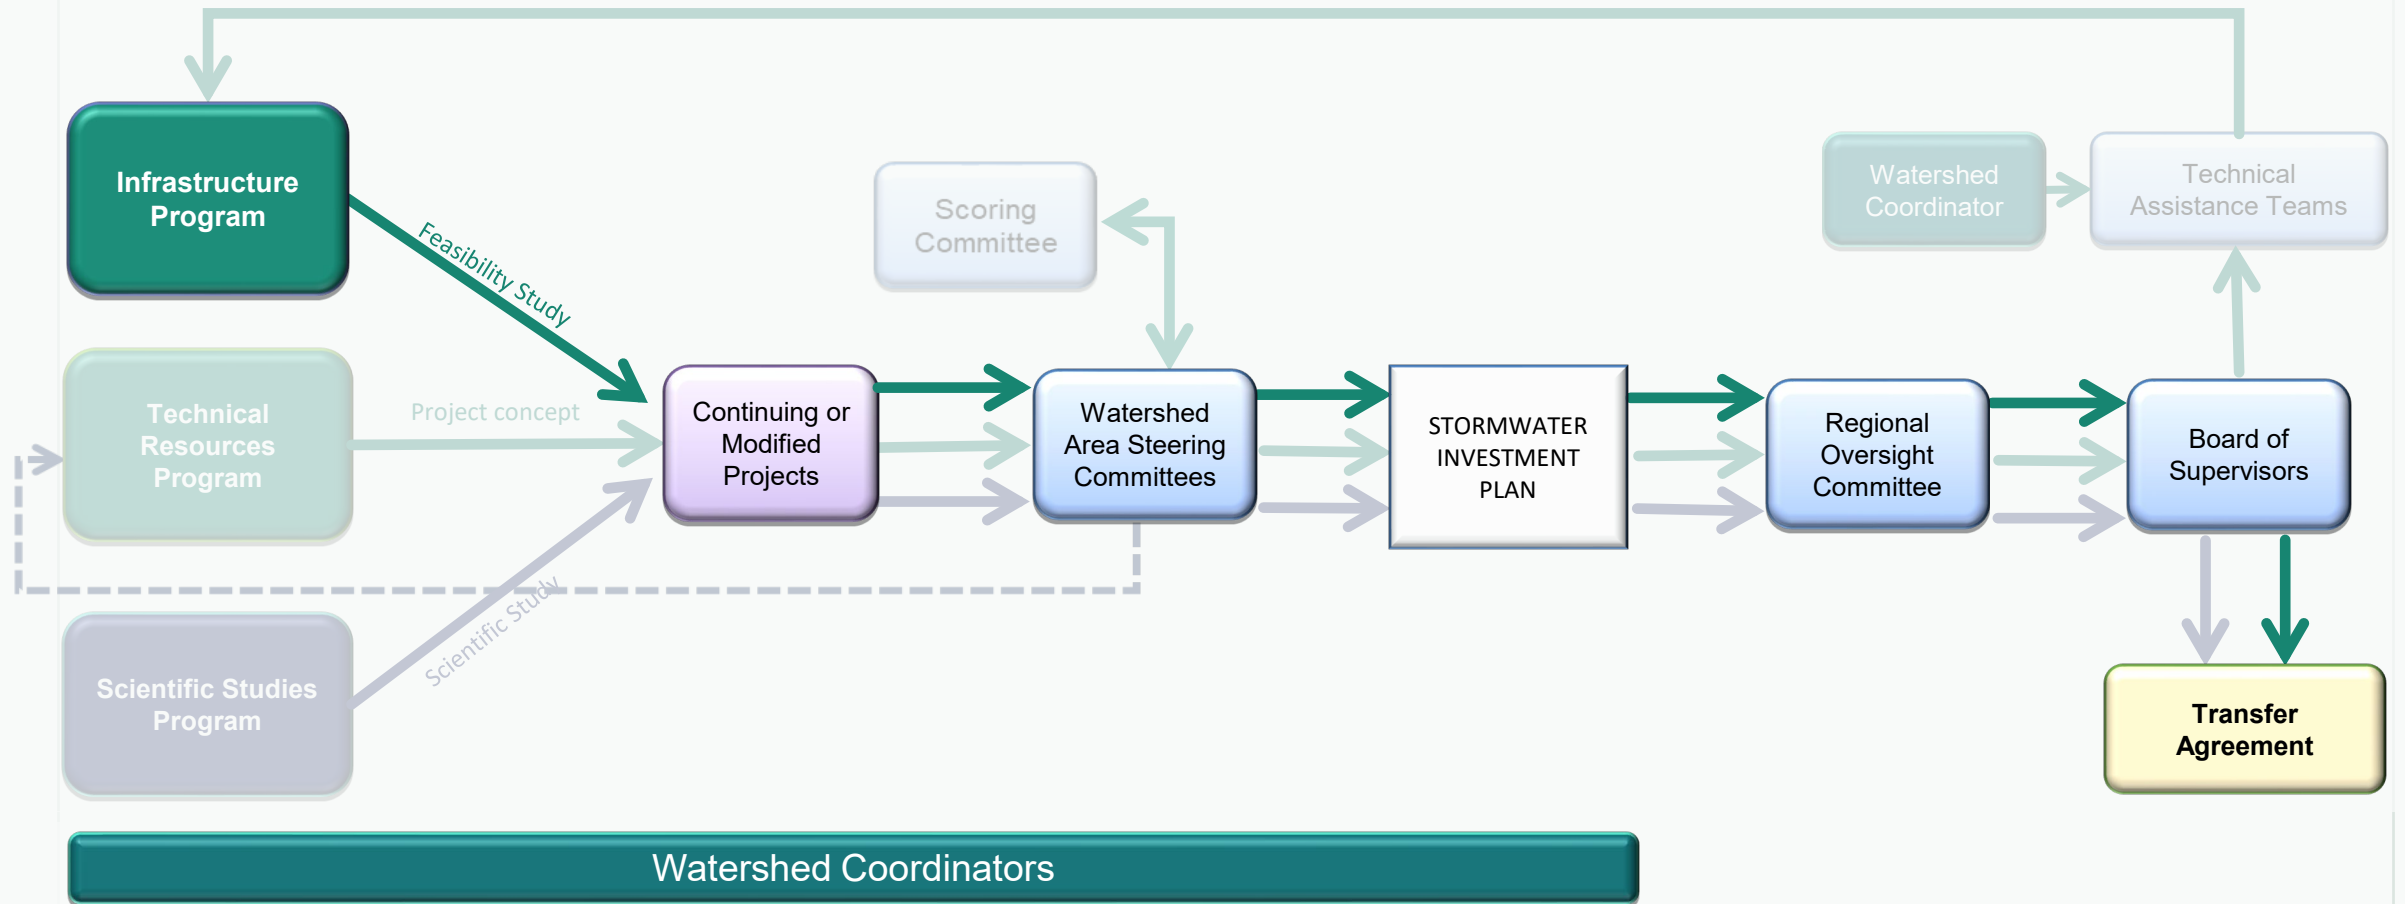 Infrastructure
Program
Feasibility Study
Scoring
Committee
Watershed
Coordinator
Technical
Assistance Teams
Technical
Resources
Program
Project concept
Continuing or
Modified
Projects
Watershed
Area Steering
Committees
STORMWATER
INVESTMENT
PLAN
Regional
Oversight
Committee
Board of
Supervisors
Scientific Studies
Program
Scientific Study
Transfer
Agreement
Watershed Coordinators